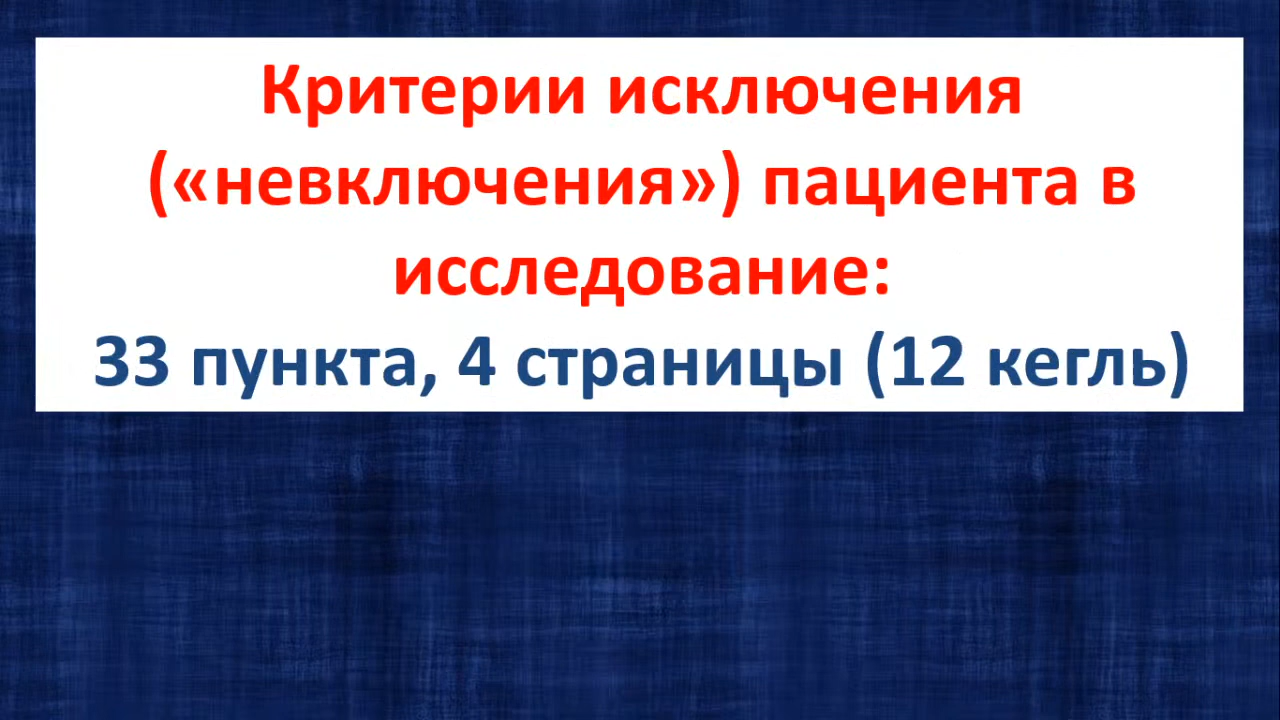 Критерии исключения
(«невключения») пациента в
исследование:
33 пункта, 4 страницы (12 кегль)